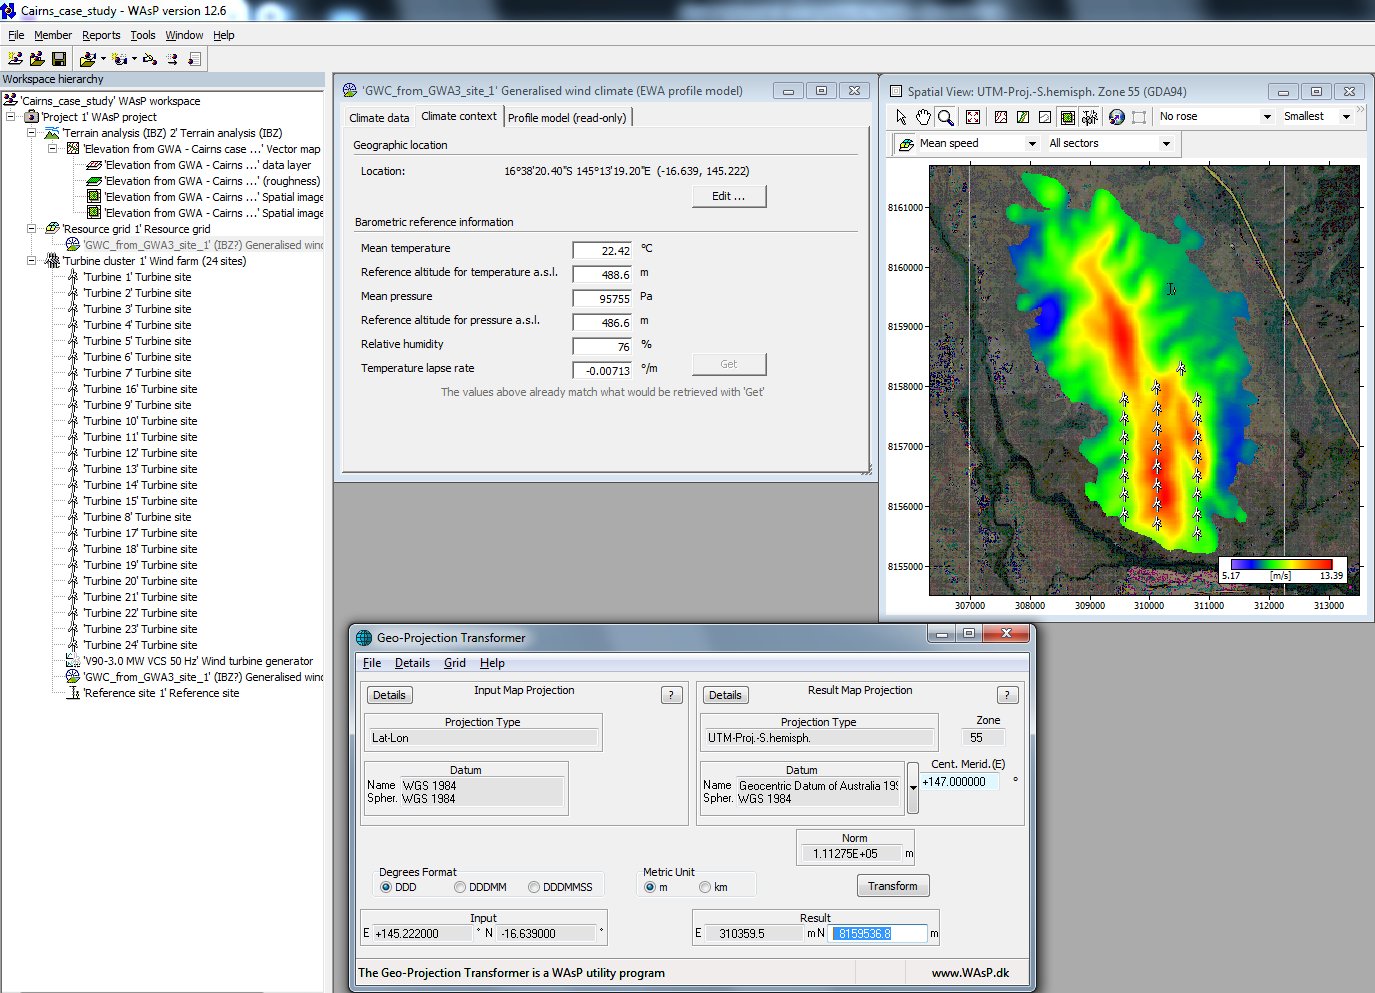 Cairns_case_study - WAsP version 12.6
File Member Reports Tools Window Help
Workspace hierarchy
'Cairns_case_study' WAsP workspace
'Project 1' WAsP project
'Terrain analysis (IBZ) 2' Terrain analysis (IBZ)
'Elevation from GWA - Cairns case ...' Vector map
'Elevation from GWA - Cairns ...' data layer
'Elevation from GWA - Cairns ...' (roughness)
'Elevation from GWA - Cairns ...' Spatial image
'Elevation from GWA - Cairns ...' Spatial image
'Resource grid 1' Resource grid
'GWC_from_GWA3_site_1' (IBZ?) Generalised wind
'Turbine cluster 1' Wind farm (24 sites)
'Turbine 1' Turbine site
'Turbine 2' Turbine site
'Turbine 3' Turbine site
'Turbine 4' Turbine site
'Turbine 5' Turbine site
'Turbine 6' Turbine site
'Turbine 7' Turbine site
'Turbine 16' Turbine site
'Turbine 9' Turbine site
'Turbine 10' Turbine site
'Turbine 11' Turbine site
'Turbine 12' Turbine site
'Turbine 13' Turbine site
'Turbine 14' Turbine site
'Turbine 15' Turbine site
'Turbine 8' Turbine site
'Turbine 17' Turbine site
'Turbine 18' Turbine site
'Turbine 19' Turbine site
'Turbine 20' Turbine site
'Turbine 21' Turbine site
'Turbine 22' Turbine site
'Turbine 23' Turbine site
'Turbine 24' Turbine site
'V90-3.0 MW VCS 50 Hz' Wind turbine generator
'GWC_from_GWA3_site_1' (IBZ?) Generalised wind
'Reference site 1' Reference site
'GWC_from_GWA3_site_1' Generalised wind climate (EWA profile model)
Climate data Climate context Profile model (read-only)
Geographic location
Location: 16°38'20.40"S 145°13'19.20"E (-16.639, 145.222)
Edit ...
Barometric reference information
Mean temperature 22.42 °C
Reference altitude for temperature a.s.l. 488.6 m
Mean pressure 95755 Pa
Reference altitude for pressure a.s.l. 486.6 m
Relative humidity 76 %
Temperature lapse rate -0.00713 °/m Get
The values above already match what would be retrieved with 'Get'
Spatial View: UTM-Proj.-S.hemisph. Zone 55 (GDA94)
No rose Smallest
Mean speed All sectors
8161000
8160000
8159000
8158000
8157000
8156000
8155000
5.17 [m/s] 13.39
307000 308000 309000 310000 311000 312000 313000
Geo-Projection Transformer
File Details Grid Help
Details Input Map Projection ?
Projection Type
Lat-Lon
Datum
Name WGS 1984
Spher. WGS 1984
Details Result Map Projection ?
Projection Type Zone
UTM-Proj.-S.hemisph. 55
Datum Cent. Merid.(E)
Name Geocentric Datum of Australia 199 +147.000000 °
Spher. WGS 1984
Norm
1.11275E+05 m
Degrees Format
DDD DDDMM DDDMMSS
Metric Unit
m km
Transform
Input
E +145.222000 ° N -16.639000 °
Result
E 310359.5 m N 8159536.8 m
The Geo-Projection Transformer is a WAsP utility program www.WAsP.dk